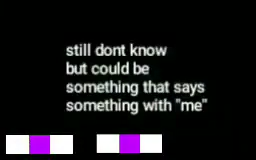 still dont know
but could be
something that says
something with "me"